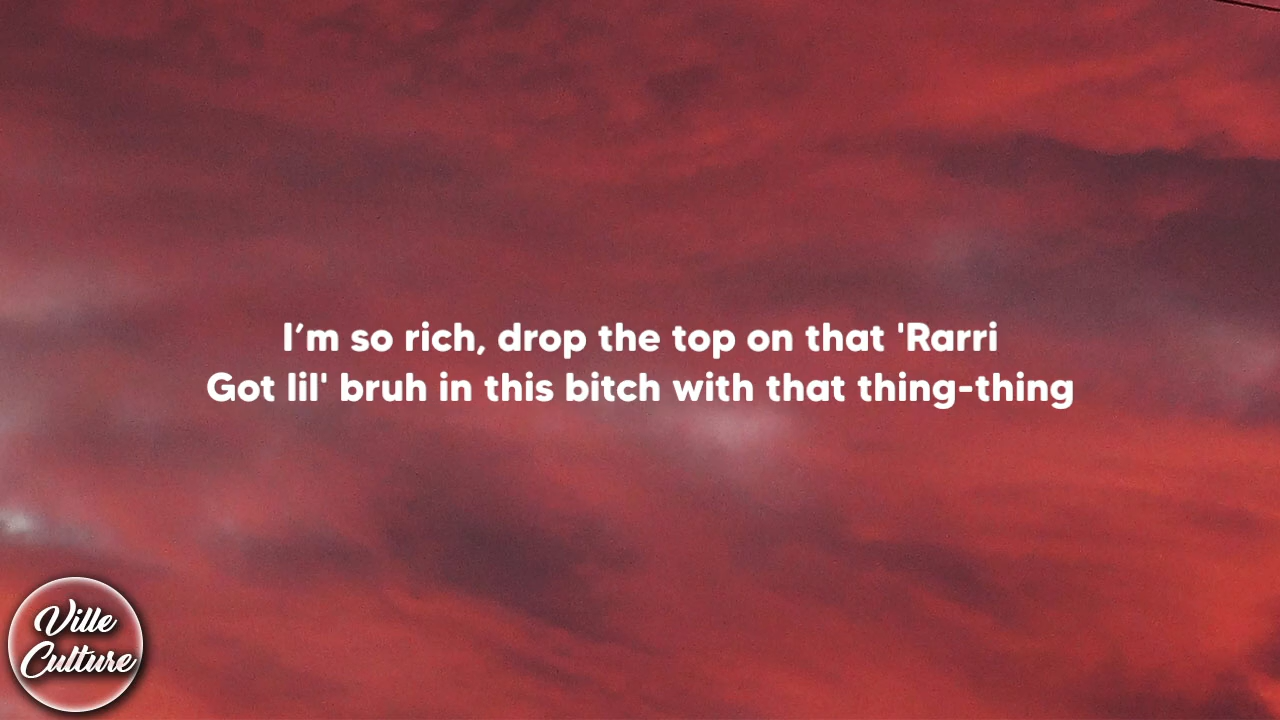 I’m so rich, drop the top on that 'Rarri
Got lil' bruh in this bitch with that thing-thing
Ville
Culture